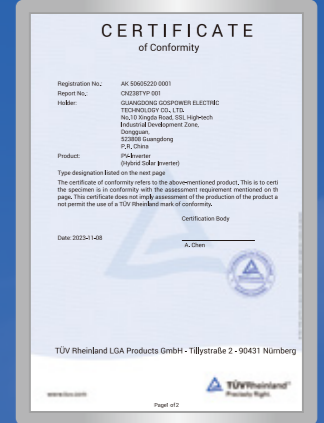 CERTIFICATE
of Conformity
Registration No.: AK 50605220 0001
Report No.: CN238TYP 001
Holder: GUANGDONG GOSPOWER ELECTRIC
TECHNOLOGY CO., LTD.
No.10 Xingda Road, SSL High-tech
Industrial Development Zone,
Dongguan,
523808 Guangdong
P.R. China
Product: PV-Inverter
(Hybrid Solar Inverter)
Type designation listed on the next page
The certificate of conformity refers to the above-mentioned product, This is to certi
the specimen is in conformity with the assessment requirement mentioned on th
page. This certificate does not imply assessment of the production of the product a
not permit the use of a TÜV Rheinland mark of conformity.
Certification Body
Date: 2023-11-08
A. Chen
TÜV Rheinland LGA Products GmbH - Tillystraße 2 - 90431 Nürnberg
www.tuv.com
TÜVRheinland®
Precisely Right.
Page1 of2